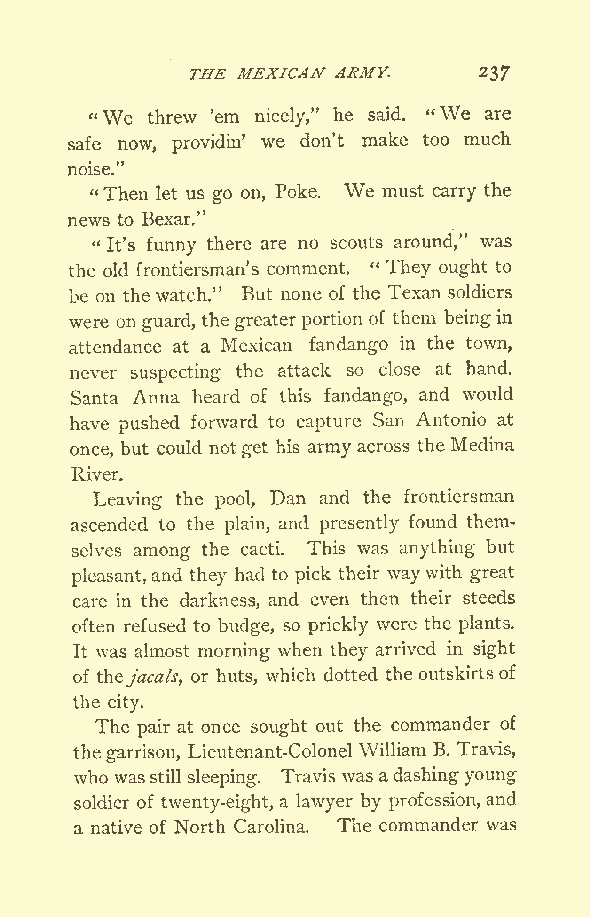 THE MEXICAN ARMY. 237
"We threw 'em nicely," he said. "We are
safe now, providin' we don't make too much
noise."
"Then let us go on, Poke. We must carry the
news to Bexar."
"It's funny there are no scouts around," was
the old frontiersman's comment. "They ought to
be on the watch." But none of the Texan soldiers
were on guard, the greater portion of them being in
attendance at a Mexican fandango in the town,
never suspecting the attack so close at hand.
Santa Anna heard of this fandango, and would
have pushed forward to capture San Antonio at
once, but could not get his army across the Medina
River.
Leaving the pool, Dan and the frontiersman
ascended to the plain, and presently found them-
selves among the cacti. This was anything but
pleasant, and they had to pick their way with great
care in the darkness, and even then their steeds
often refused to budge, so prickly were the plants.
It was almost morning when they arrived in sight
of the jacals, or huts, which dotted the outskirts of
the city.
The pair at once sought out the commander of
the garrison, Lieutenant-Colonel William B. Travis,
who was still sleeping. Travis was a dashing young
soldier of twenty-eight, a lawyer by profession, and
a native of North Carolina. The commander was